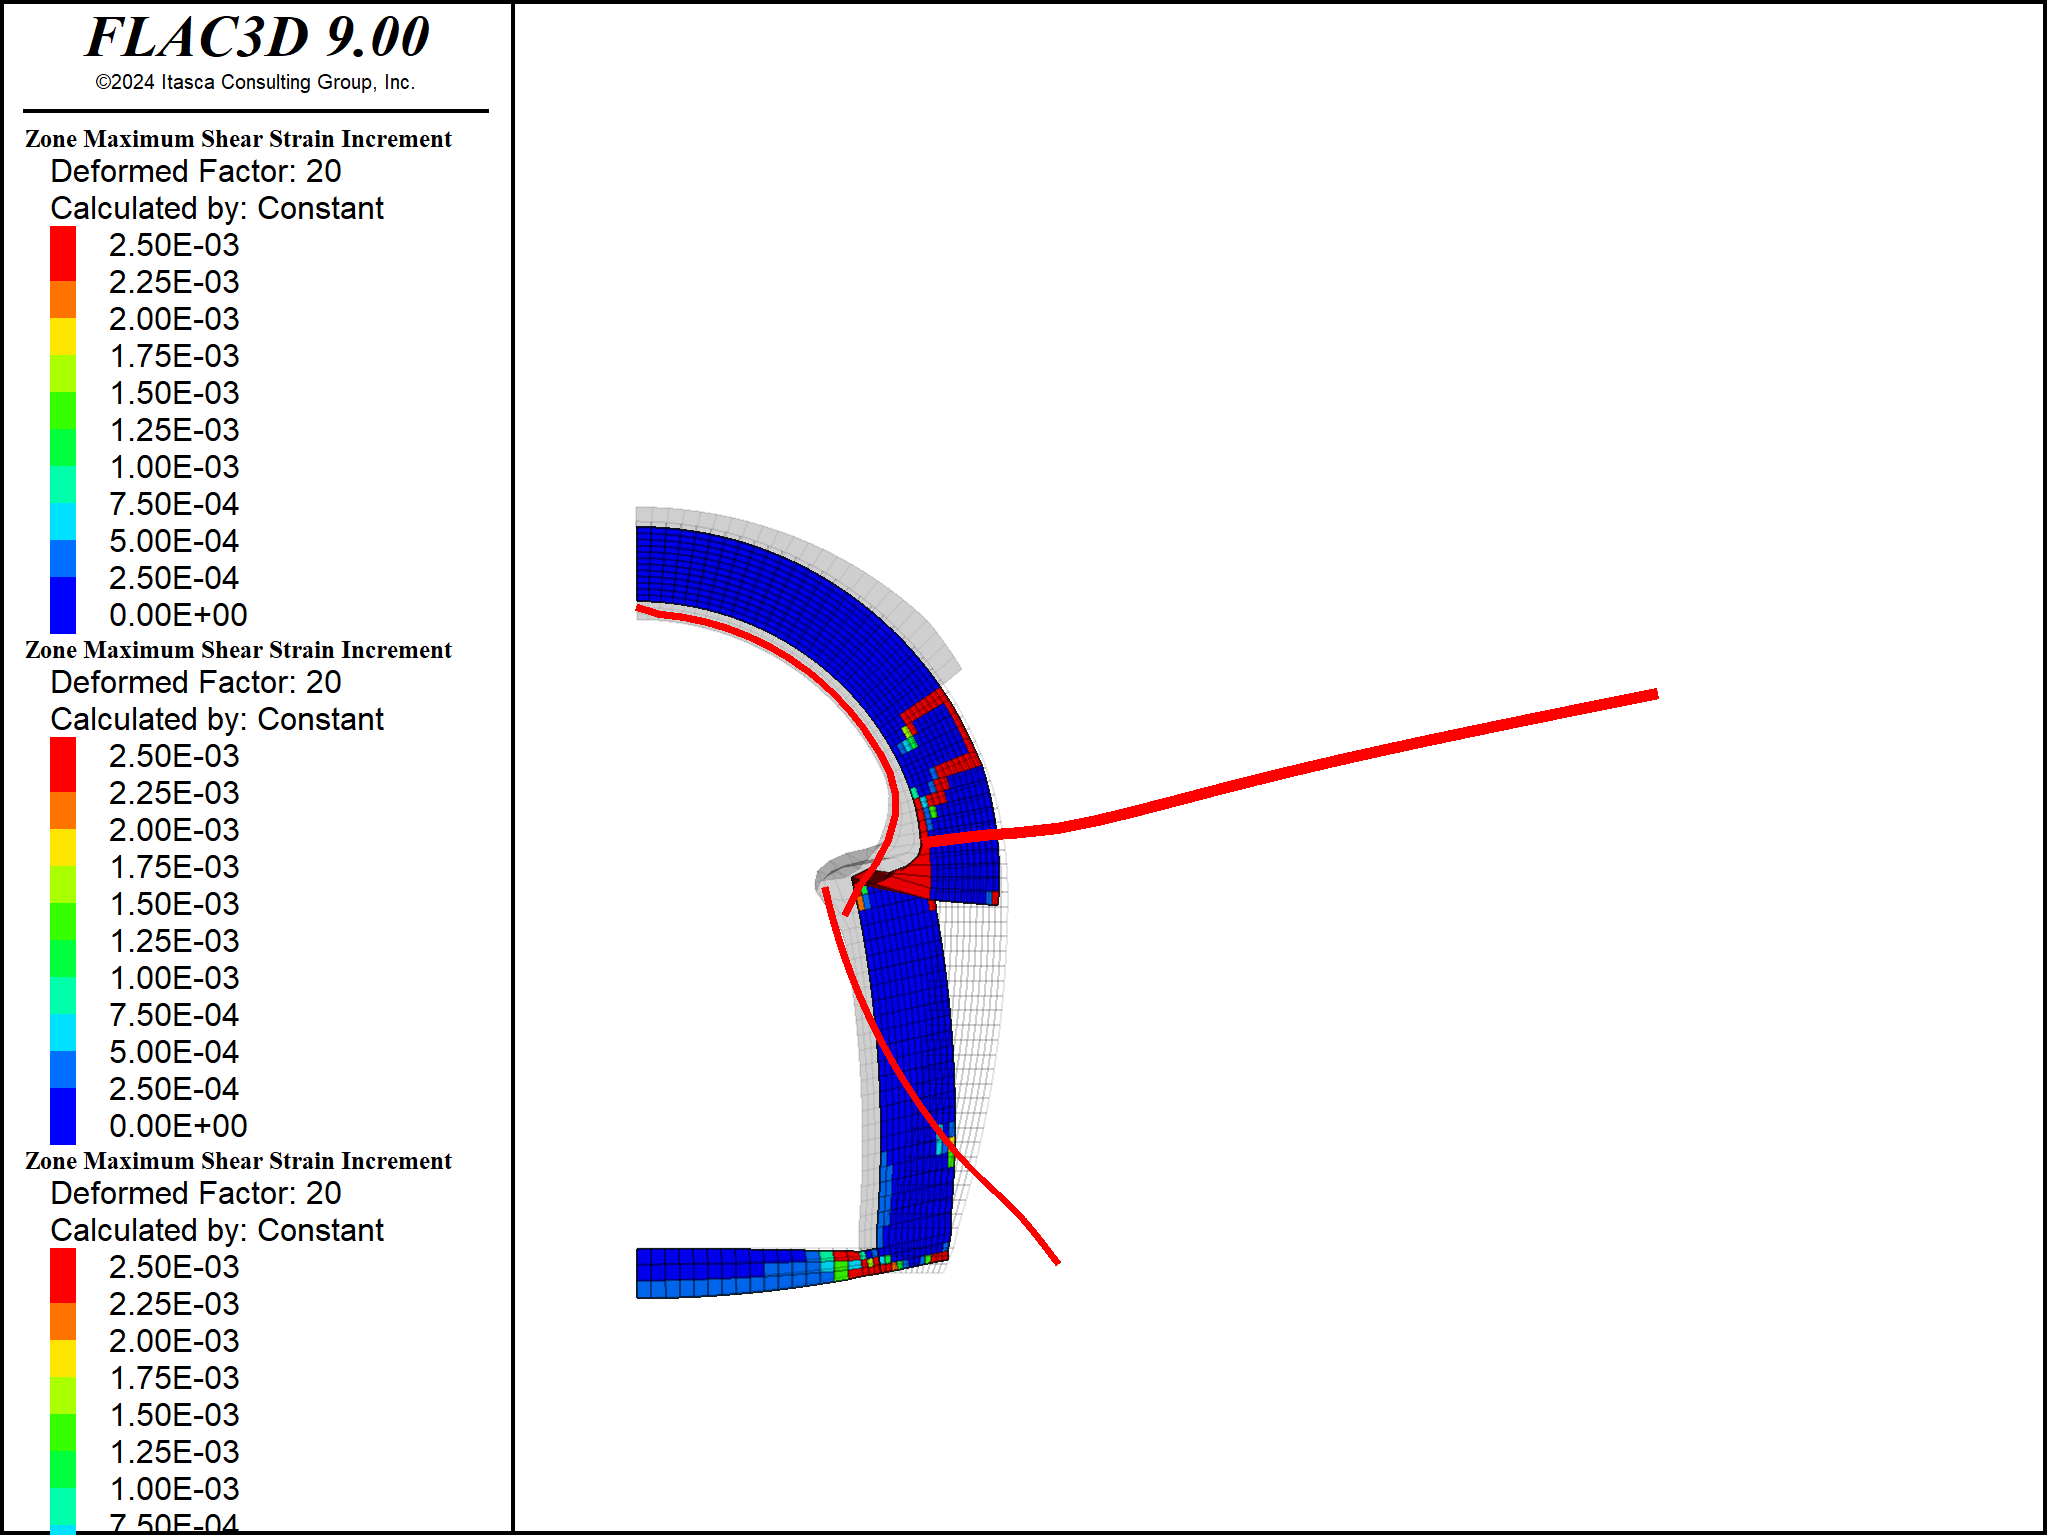 FLAC3D 9.00
©2024 Itasca Consulting Group, Inc.
Zone Maximum Shear Strain Increment
Deformed Factor: 20
Calculated by: Constant
2.50E-03
2.25E-03
2.00E-03
1.75E-03
1.50E-03
1.25E-03
1.00E-03
7.50E-04
5.00E-04
2.50E-04
0.00E+00
Zone Maximum Shear Strain Increment
Deformed Factor: 20
Calculated by: Constant
2.50E-03
2.25E-03
2.00E-03
1.75E-03
1.50E-03
1.25E-03
1.00E-03
7.50E-04
5.00E-04
2.50E-04
0.00E+00
Zone Maximum Shear Strain Increment
Deformed Factor: 20
Calculated by: Constant
2.50E-03
2.25E-03
2.00E-03
1.75E-03
1.50E-03
1.25E-03
1.00E-03
7.50E-04